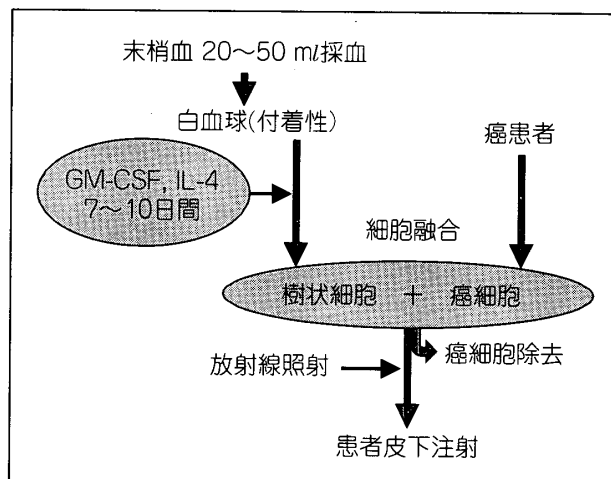 末梢血 20〜50 ml採血
白血球(付着性)
癌患者
GM-CSF, IL-4
7〜10日間
細胞融合
樹状細胞 + 癌細胞
放射線照射
癌細胞除去
患者皮下注射